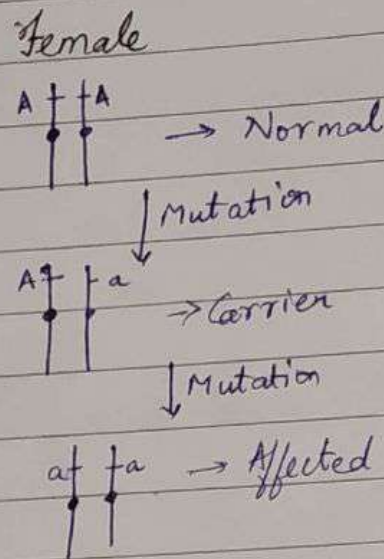 Female
A A → Normal
↓ Mutation
A a → Carrier
↓ Mutation
a a → Affected